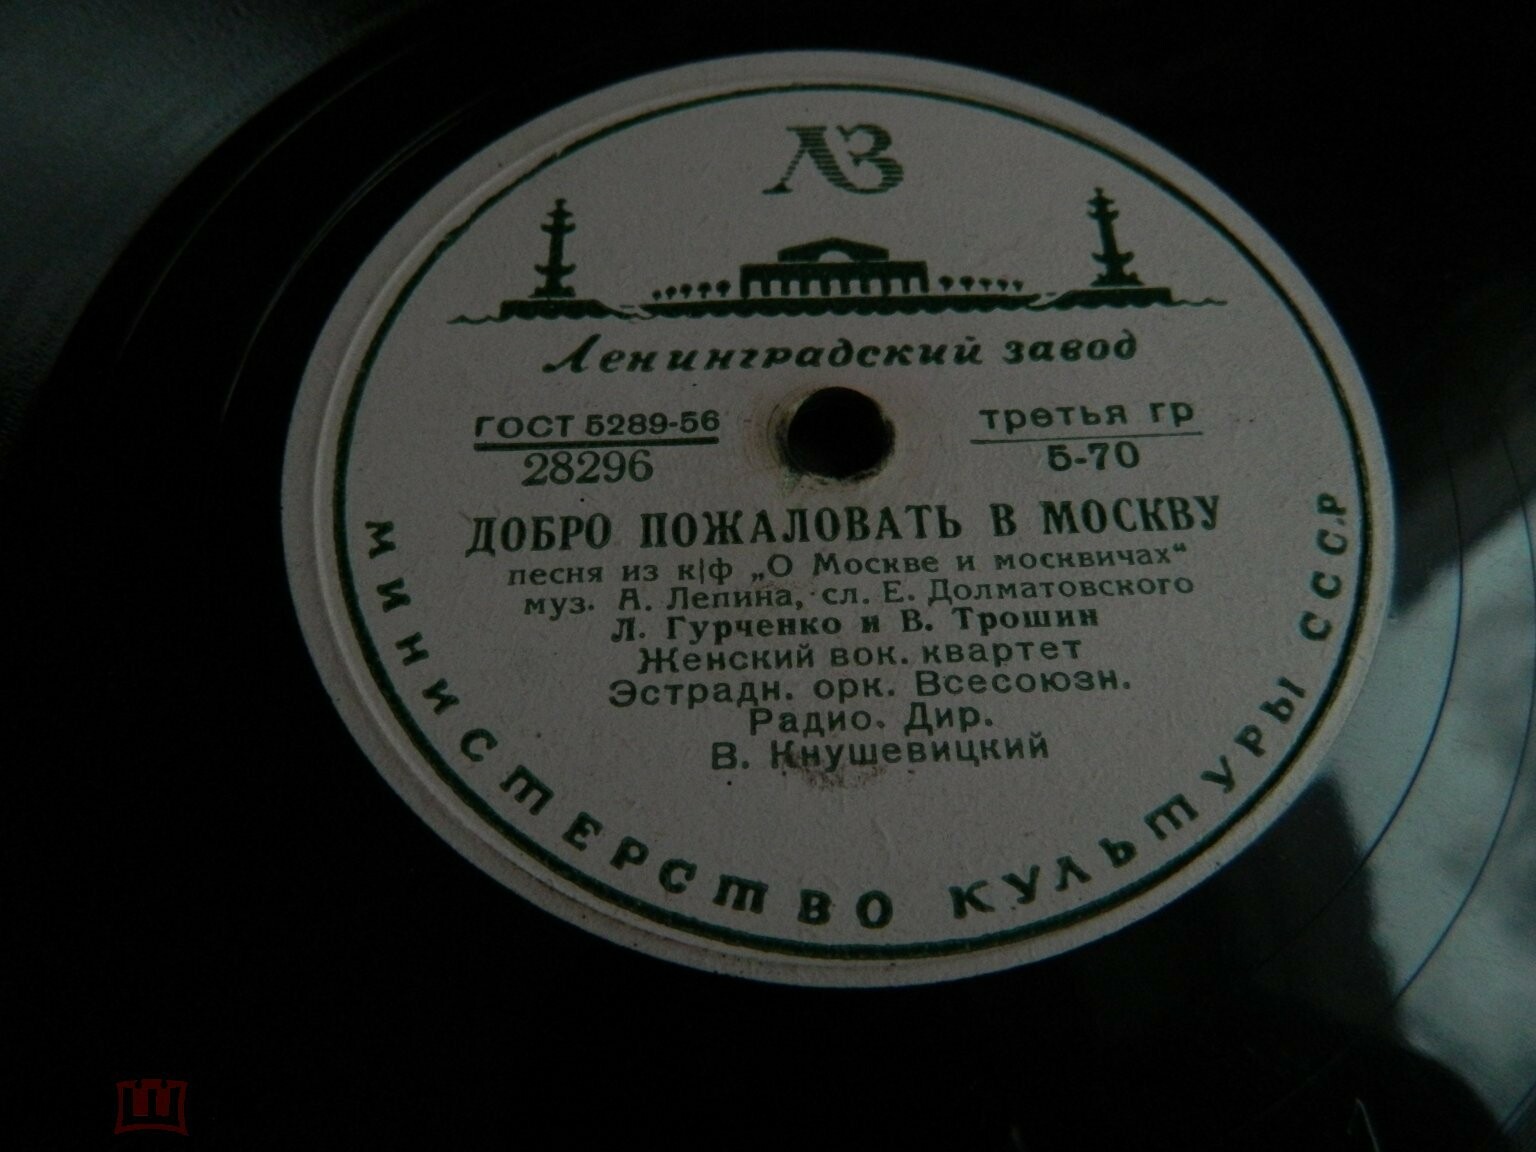 ЛЗ
Ленинградский завод
ГОСТ 5289-56
28296
третья гр
5-70
ДОБРО ПОЖАЛОВАТЬ В МОСКВУ
песня из к|ф „О Москве и москвичах“
муз. А. Лепина, сл. Е. Долматовского
Л. Гурченко и В. Трошин
Женский вок. квартет
Эстрадн. орк. Всесоюзн.
Радио. Дир.
В. Кнушевицкий
МИНИСТЕРСТВО КУЛЬТУРЫ СССР